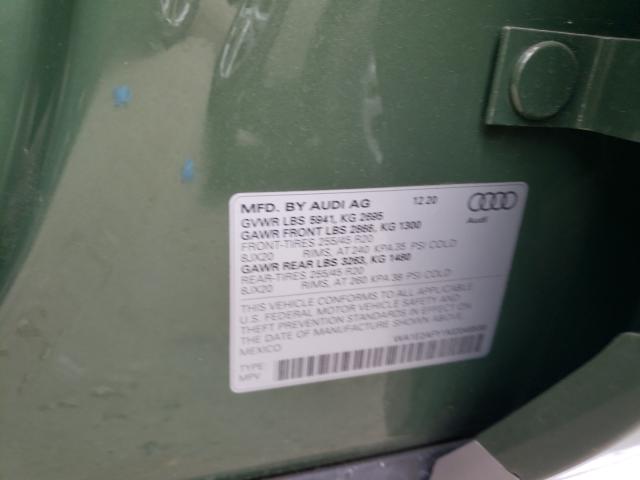 MFD. BY AUDI AG 12 20
GVWR LBS 5941, KG 2695
GAWR FRONT LBS 2866, KG 1300
FRONT-TIRES 255/45 R20
8JX20 RIMS, AT 240 KPA 35 PSI COLD
GAWR REAR LBS 3263, KG 1480
REAR-TIRES 255/45 R20
8JX20 RIMS, AT 260 KPA 38 PSI COLD
THIS VEHICLE CONFORMS TO ALL APPLICABLE
U.S. FEDERAL MOTOR VEHICLE SAFETY AND
THEFT PREVENTION STANDARDS IN EFFECT ON
THE DATE OF MANUFACTURE SHOWN ABOVE.
MEXICO
TYPE
MPV
Audi